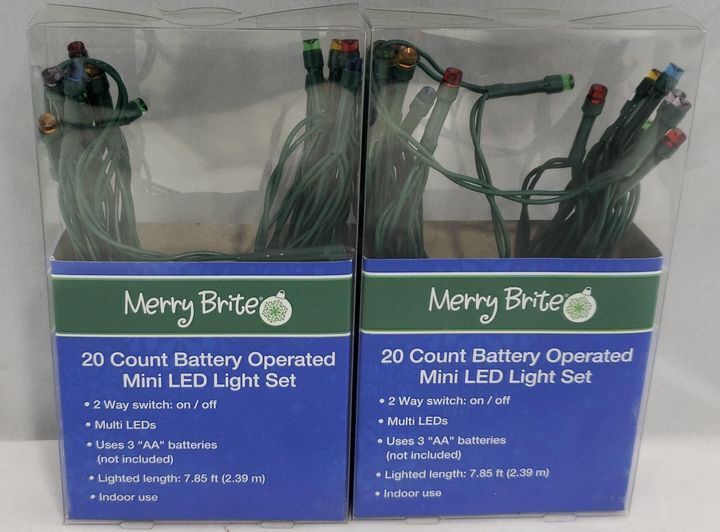 Merry Brite®
20 Count Battery Operated
Mini LED Light Set
• 2 Way switch: on / off
• Multi LEDs
• Uses 3 "AA" batteries
(not included)
• Lighted length: 7.85 ft (2.39 m)
• Indoor use
Merry Brite®
20 Count Battery Operated
Mini LED Light Set
• 2 Way switch: on / off
• Multi LEDs
• Uses 3 "AA" batteries
(not included)
• Lighted length: 7.85 ft (2.39 m)
• Indoor use